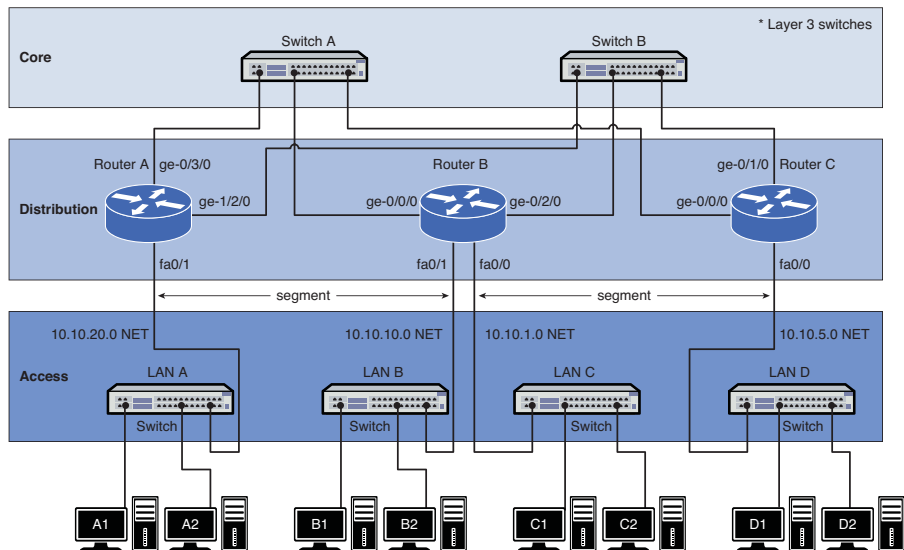 * Layer 3 switches
Switch A
Switch B
Core
Router A
ge-0/3/0
Router B
ge-0/1/0
Router C
Distribution
ge-1/2/0
ge-0/0/0
ge-0/2/0
ge-0/0/0
fa0/1
fa0/1
fa0/0
fa0/0
segment
segment
10.10.20.0 NET
10.10.10.0 NET
10.10.1.0 NET
10.10.5.0 NET
Access
LAN A
LAN B
LAN C
LAN D
Switch
Switch
Switch
Switch
A1
A2
B1
B2
C1
C2
D1
D2